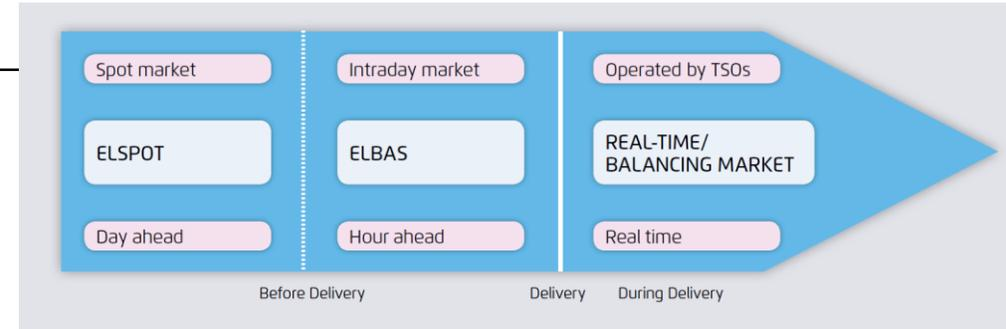 Spot market
Intraday market
Operated by TSOs
ELSPOT
ELBAS
REAL-TIME/
BALANCING MARKET
Day ahead
Hour ahead
Real time
Before Delivery
Delivery
During Delivery